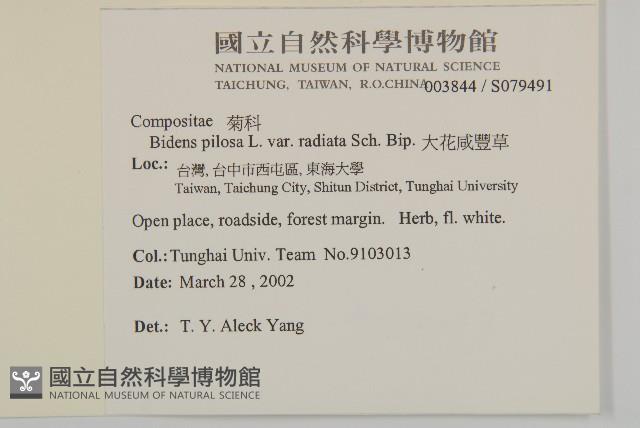 國立自然科學博物館
NATIONAL MUSEUM OF NATURAL SCIENCE
TAICHUNG, TAIWAN, R.O.CHINA 003844 / S079491
Compositae 菊科
Bidens pilosa L. var. radiata Sch. Bip. 大花咸豐草
Loc.: 台灣, 台中市西屯區, 東海大學
Taiwan, Taichung City, Shitun District, Tunghai University
Open place, roadside, forest margin. Herb, fl. white.
Col.: Tunghai Univ. Team No.9103013
Date: March 28 , 2002
Det.: T. Y. Aleck Yang
國立自然科學博物館
NATIONAL MUSEUM OF NATURAL SCIENCE